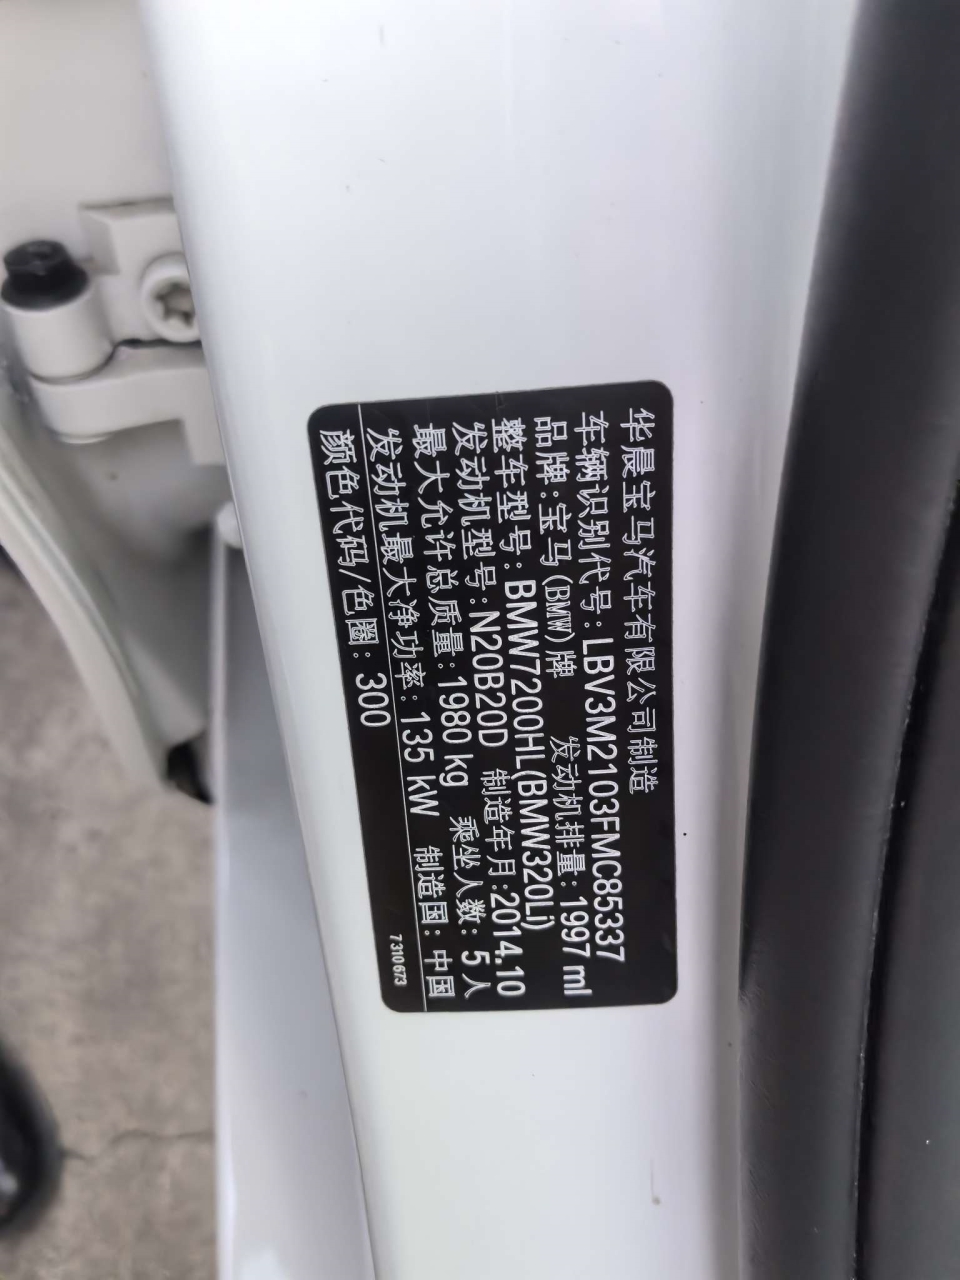 华晨宝马汽车有限公司制造
车辆识别代号:LBV3M2103FMC85337
品牌:宝马(BMW)牌 发动机排量:1997 ml
整车型号:BMW7200HL(BMW320Li)
发动机型号:N20B20D 制造年月:2014.10
最大允许总质量:1980 kg 乘坐人数:5人
发动机最大净功率:135 kW 制造国:中国
颜色代码/色圈:300
7 310 673